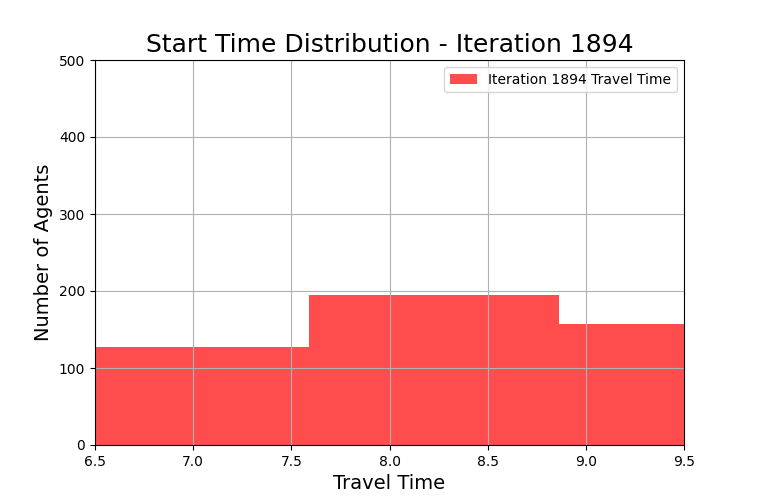 Start Time Distribution - Iteration 1894
Iteration 1894 Travel Time
Number of Agents
500
400
300
200
100
0
6.5 7.0 7.5 8.0 8.5 9.0 9.5
Travel Time